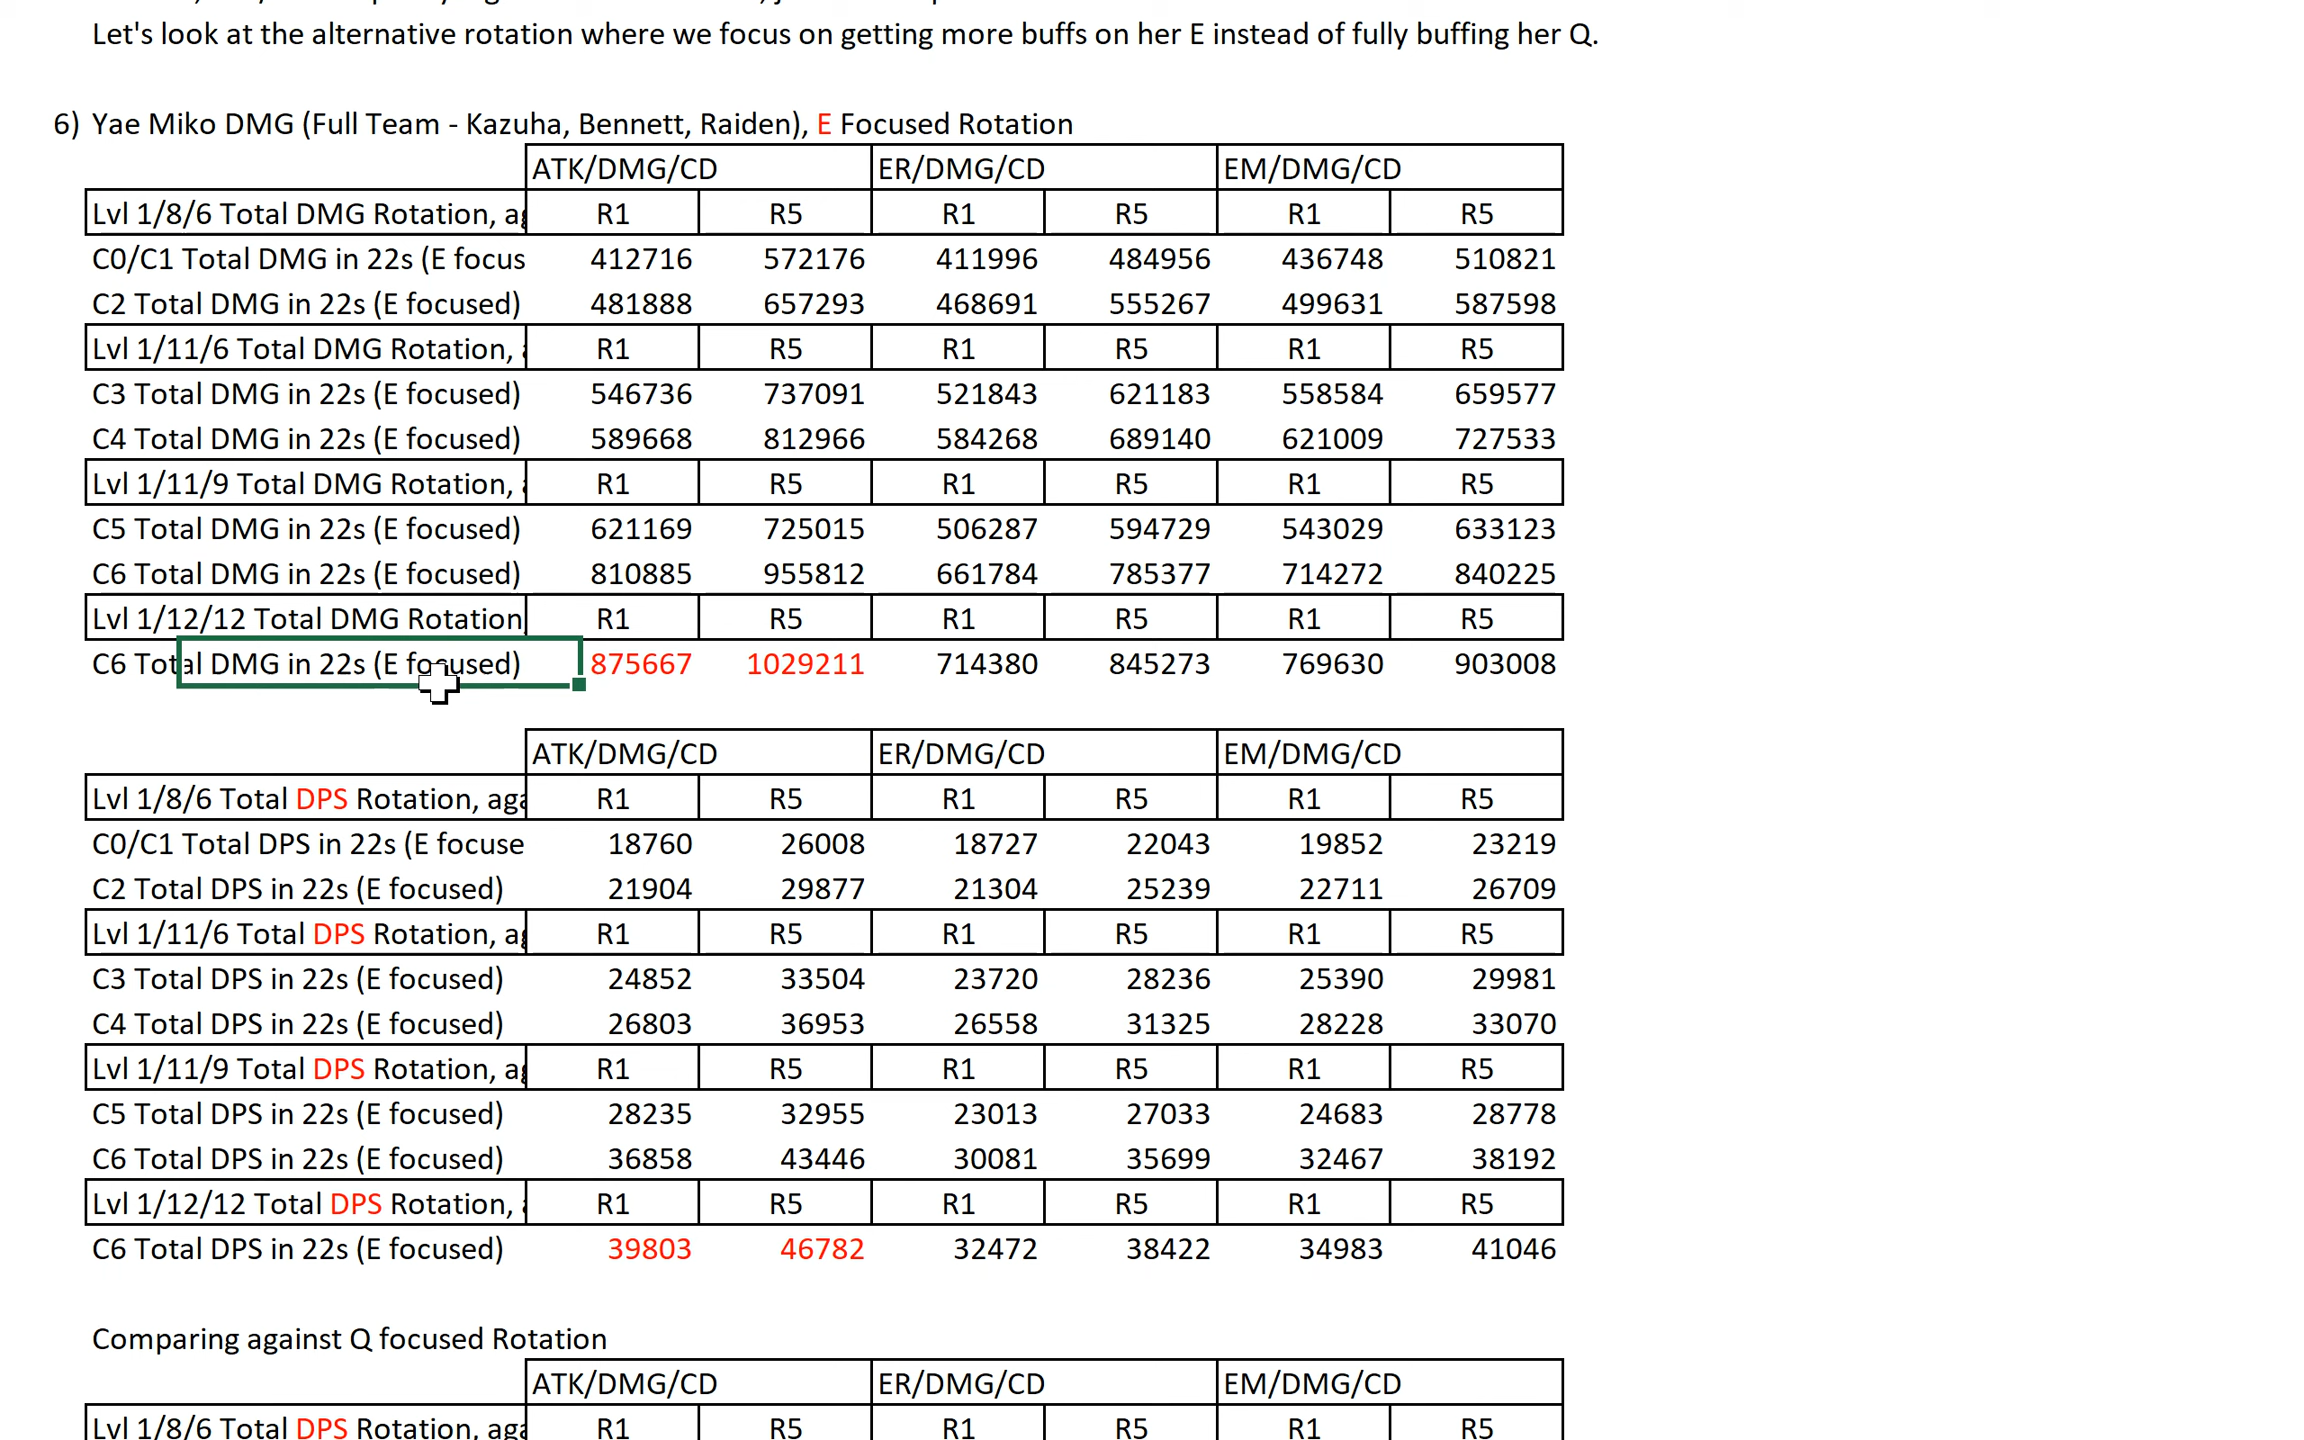 Let's look at the alternative rotation where we focus on getting more buffs on her E instead of fully buffing her Q.
6) Yae Miko DMG (Full Team - Kazuha, Bennett, Raiden), E Focused Rotation
ATK/DMG/CD ER/DMG/CD EM/DMG/CD
Lvl 1/8/6 Total DMG Rotation, R1 R5 R1 R5 R1 R5
C0/C1 Total DMG in 22s (E focus 412716 572176 411996 484956 436748 510821
C2 Total DMG in 22s (E focused) 481888 657293 468691 555267 499631 587598
Lvl 1/11/6 Total DMG Rotation, R1 R5 R1 R5 R1 R5
C3 Total DMG in 22s (E focused) 546736 737091 521843 621183 558584 659577
C4 Total DMG in 22s (E focused) 589668 812966 584268 689140 621009 727533
Lvl 1/11/9 Total DMG Rotation, R1 R5 R1 R5 R1 R5
C5 Total DMG in 22s (E focused) 621169 725015 506287 594729 543029 633123
C6 Total DMG in 22s (E focused) 810885 955812 661784 785377 714272 840225
Lvl 1/12/12 Total DMG Rotation, R1 R5 R1 R5 R1 R5
C6 Total DMG in 22s (E focused) 875667 1029211 714380 845273 769630 903008
ATK/DMG/CD ER/DMG/CD EM/DMG/CD
Lvl 1/8/6 Total DPS Rotation, aga R1 R5 R1 R5 R1 R5
C0/C1 Total DPS in 22s (E focuse 18760 26008 18727 22043 19852 23219
C2 Total DPS in 22s (E focused) 21904 29877 21304 25239 22711 26709
Lvl 1/11/6 Total DPS Rotation, R1 R5 R1 R5 R1 R5
C3 Total DPS in 22s (E focused) 24852 33504 23720 28236 25390 29981
C4 Total DPS in 22s (E focused) 26803 36953 26558 31325 28228 33070
Lvl 1/11/9 Total DPS Rotation, R1 R5 R1 R5 R1 R5
C5 Total DPS in 22s (E focused) 28235 32955 23013 27033 24683 28778
C6 Total DPS in 22s (E focused) 36858 43446 30081 35699 32467 38192
Lvl 1/12/12 Total DPS Rotation, R1 R5 R1 R5 R1 R5
C6 Total DPS in 22s (E focused) 39803 46782 32472 38422 34983 41046
Comparing against Q focused Rotation
ATK/DMG/CD ER/DMG/CD EM/DMG/CD
Lvl 1/8/6 Total DPS Rotation, aga R1 R5 R1 R5 R1 R5